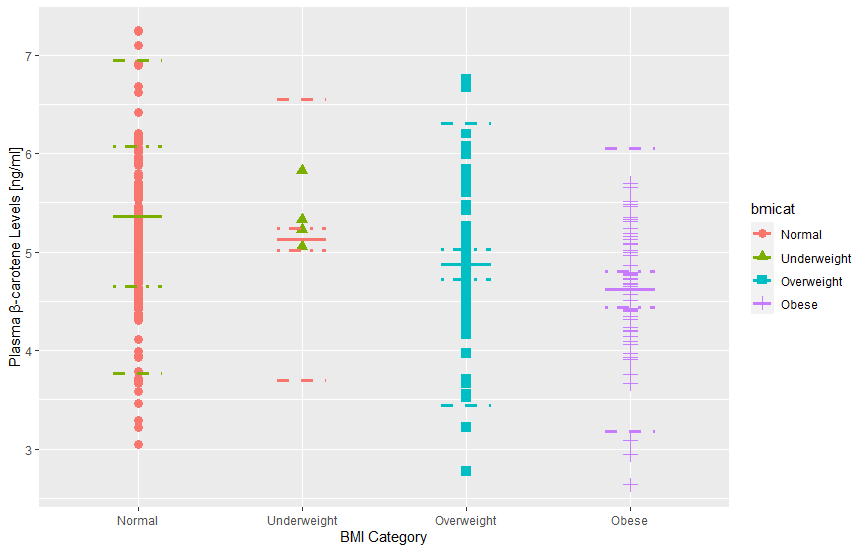 7
6
5
4
3
Plasma β-carotene Levels [ng/ml]
Normal
Underweight
Overweight
Obese
BMI Category
bmicat
Normal
Underweight
Overweight
Obese